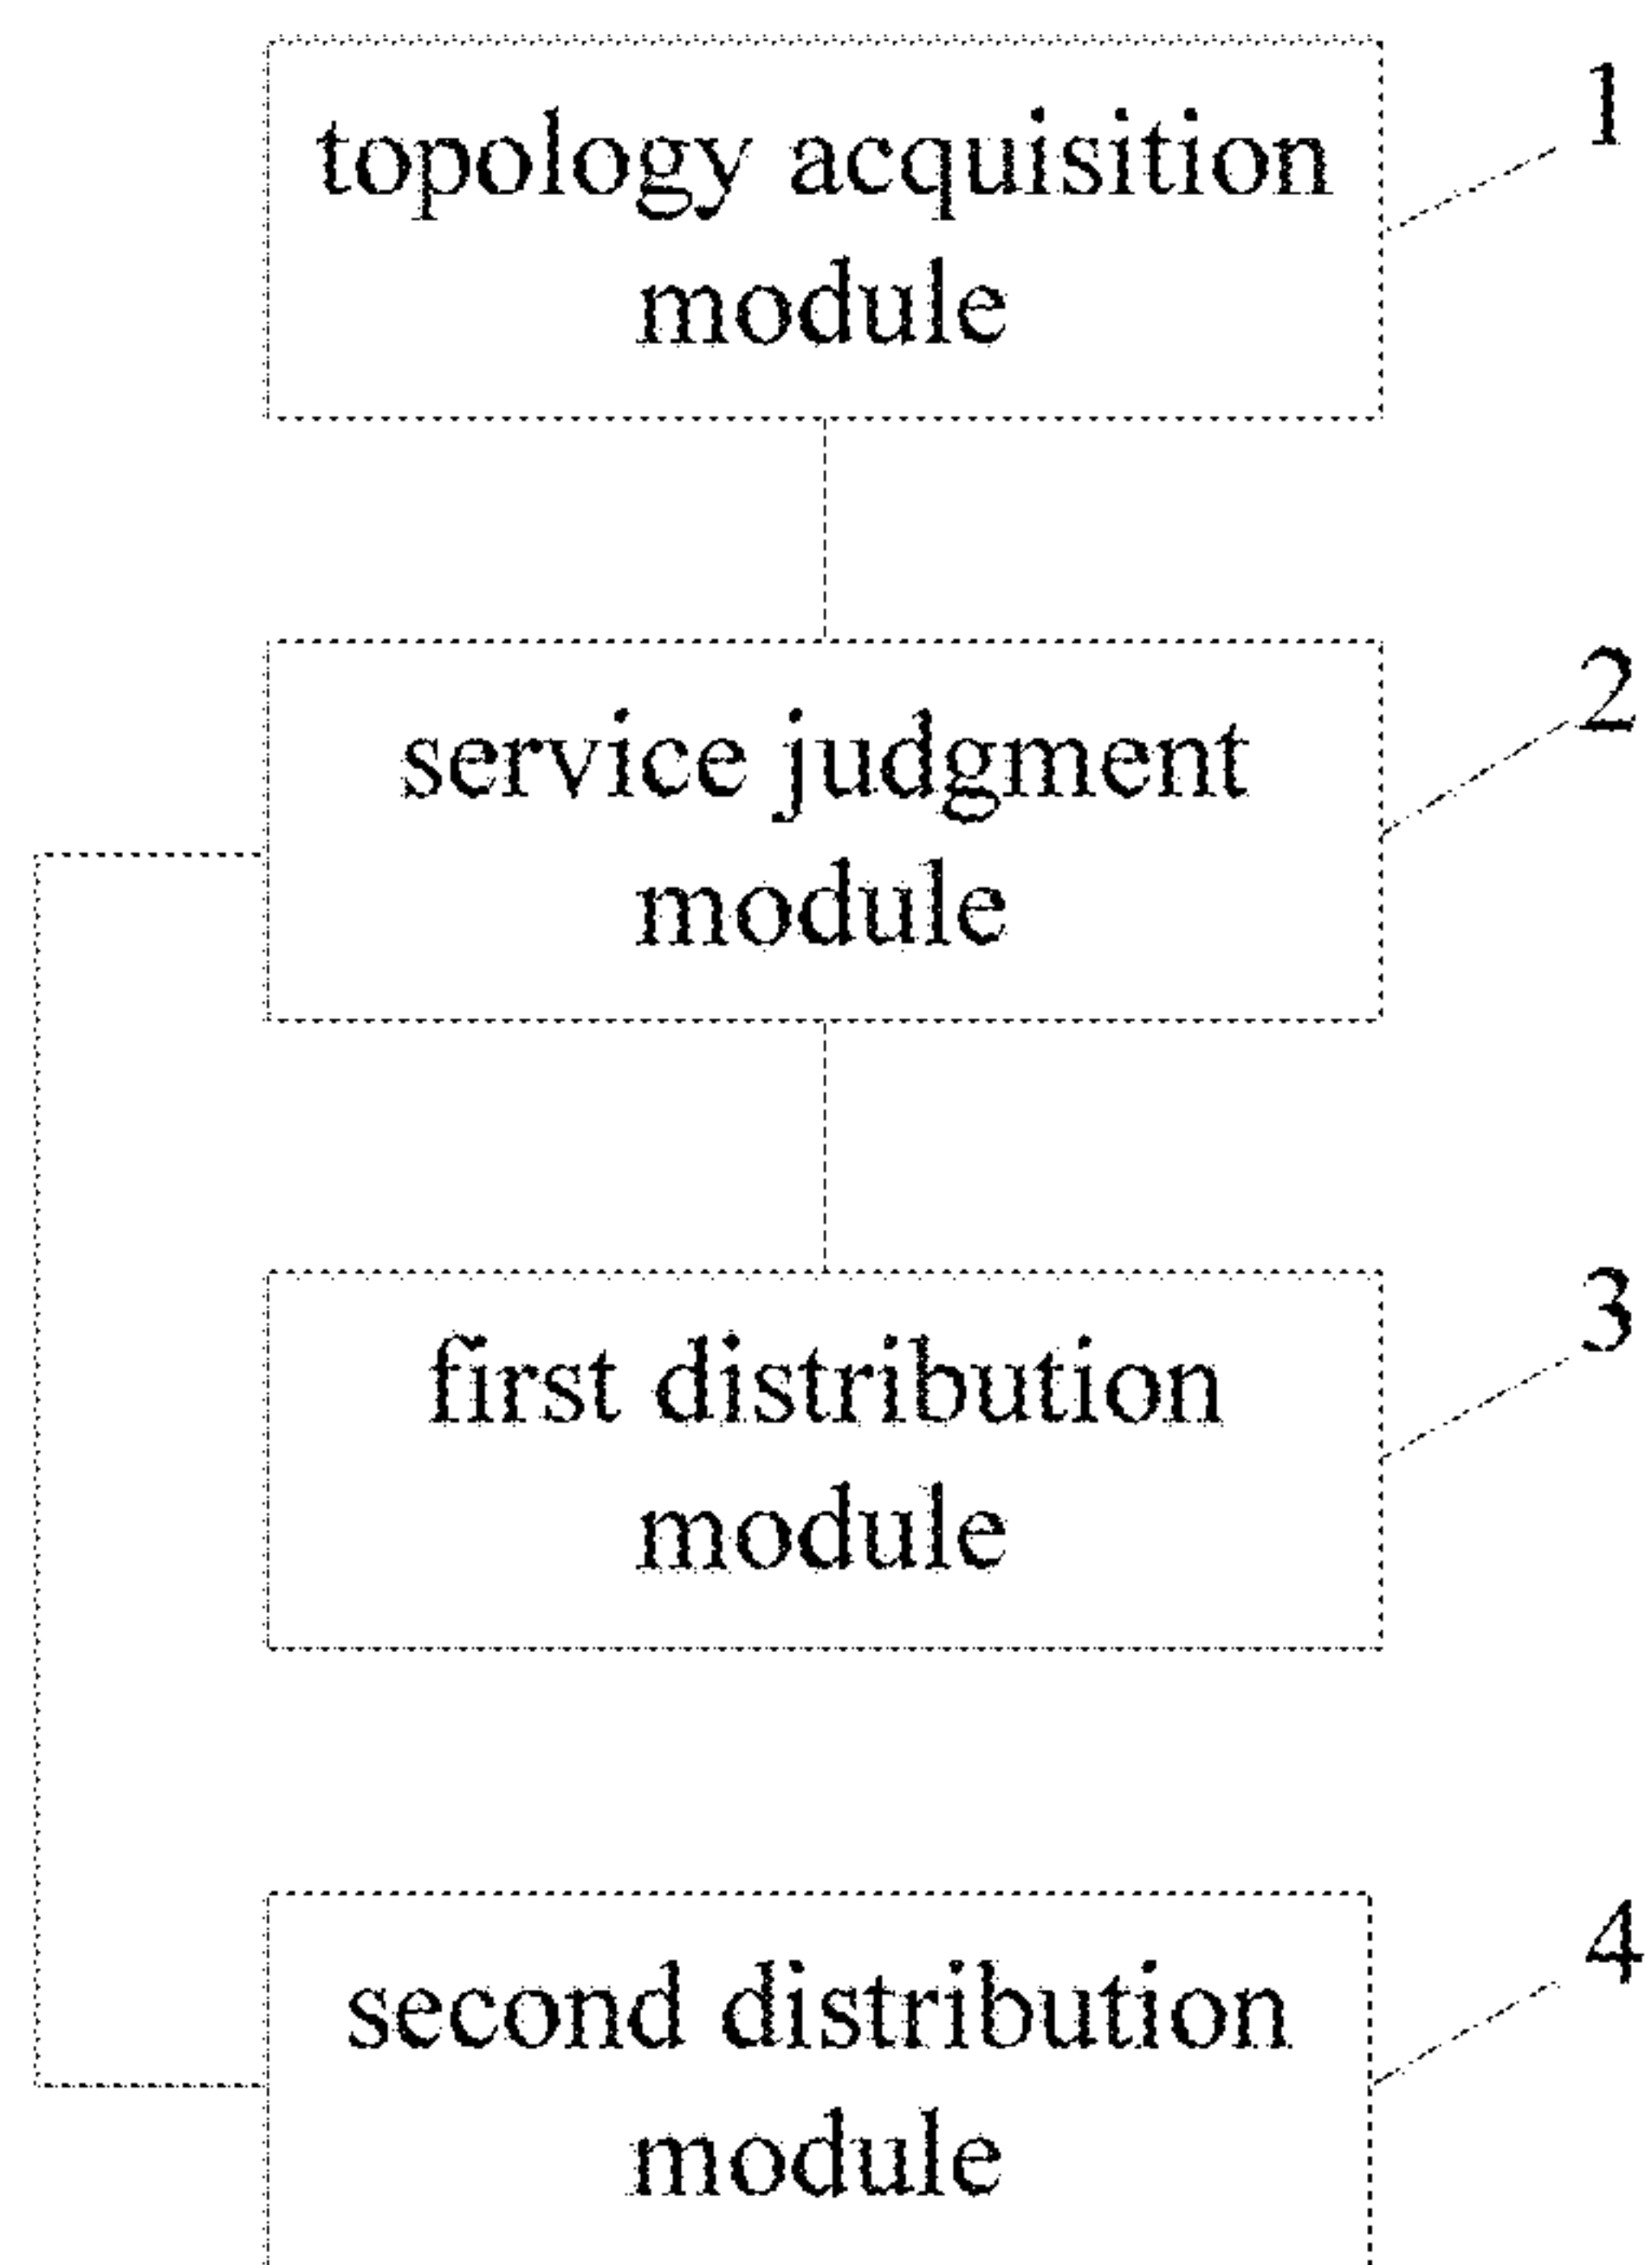 topology acquisition
module
1
service judgment
module
2
first distribution
module
3
second distribution
module
4